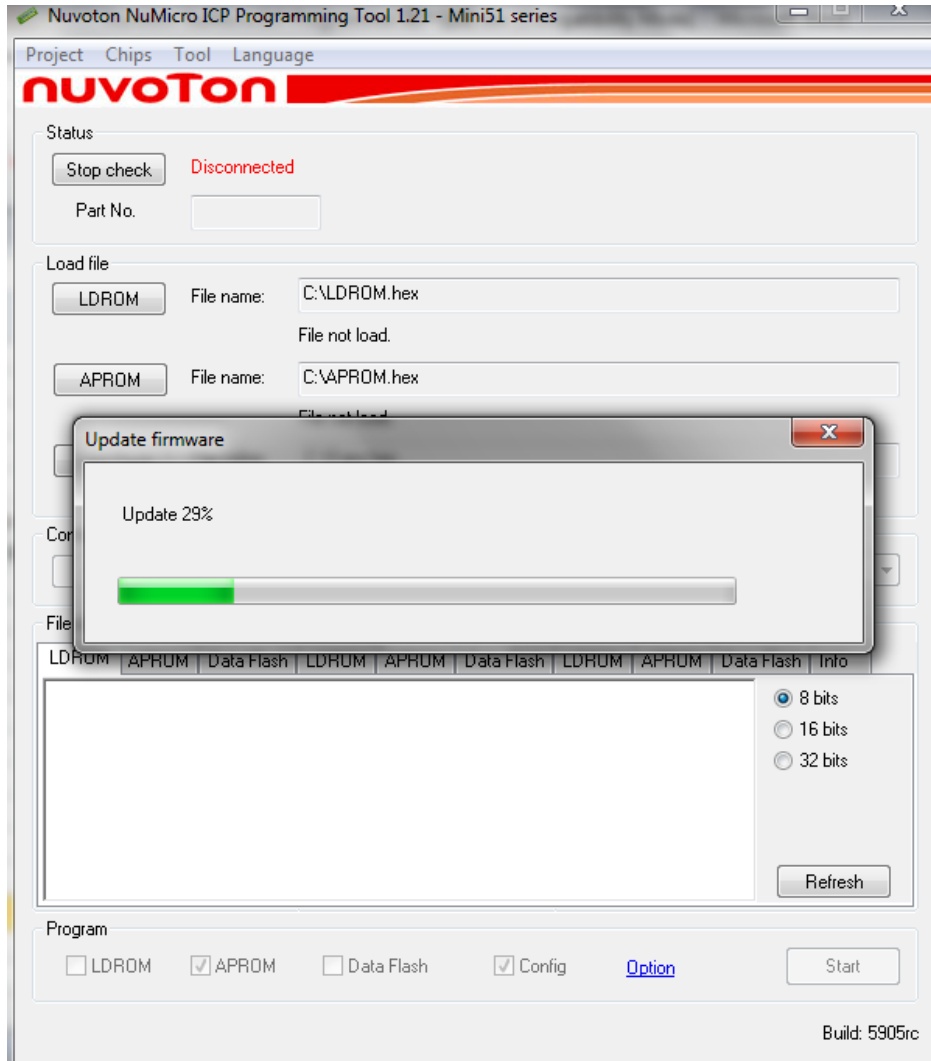 Nuvoton NuMicro ICP Programming Tool 1.21 - Mini51 series
Project Chips Tool Language
nuvoTon
Status
Stop check Disconnected
Part No.
Load file
LDROM File name: C:\LDROM.hex
File not load.
APROM File name: C:\APROM.hex
File not load.
Update firmware
Update 29%
LDROM APROM Data Flash LDROM APROM Data Flash LDROM APROM Data Flash Info
8 bits
16 bits
32 bits
Refresh
Program
LDROM APROM Data Flash Config Option Start
Build: 5905rc